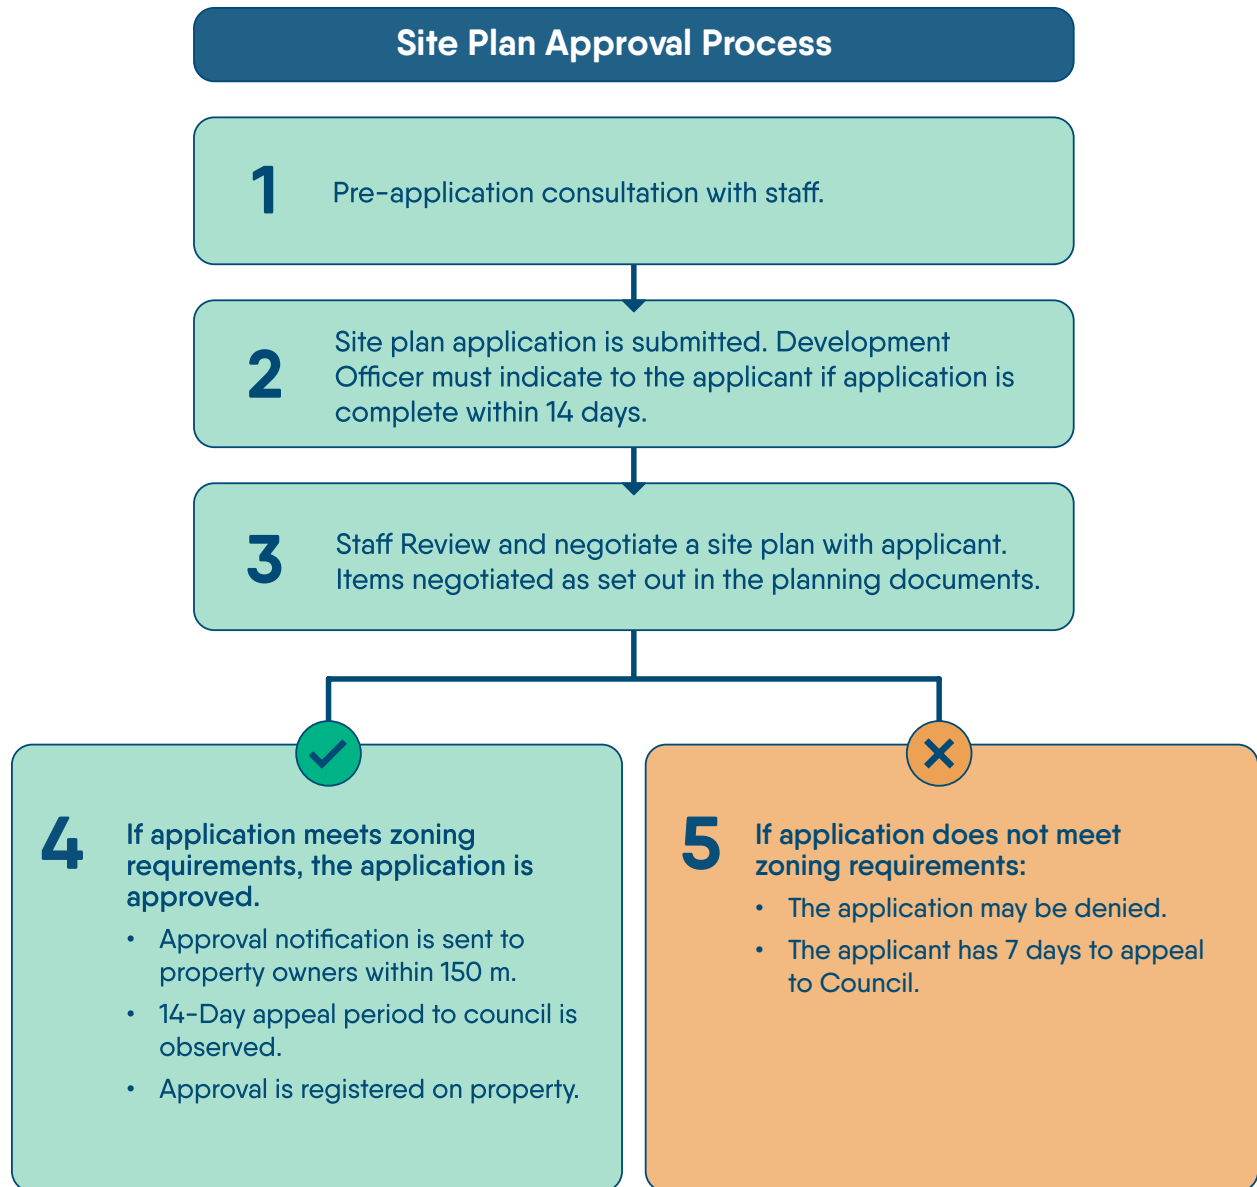 Site Plan Approval Process
1
Pre-application consultation with staff.
2
Site plan application is submitted. Development
Officer must indicate to the applicant if application is
complete within 14 days.
3
Staff Review and negotiate a site plan with applicant.
Items negotiated as set out in the planning documents.
4
If application meets zoning
requirements, the application is
approved.
• Approval notification is sent to
property owners within 150 m.
• 14-Day appeal period to council is
observed.
• Approval is registered on property.
5
If application does not meet
zoning requirements:
• The application may be denied.
• The applicant has 7 days to appeal
to Council.